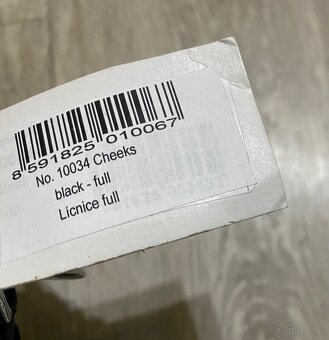 8 591825 010067
No. 10034 Cheeks
black - full
Licnice full